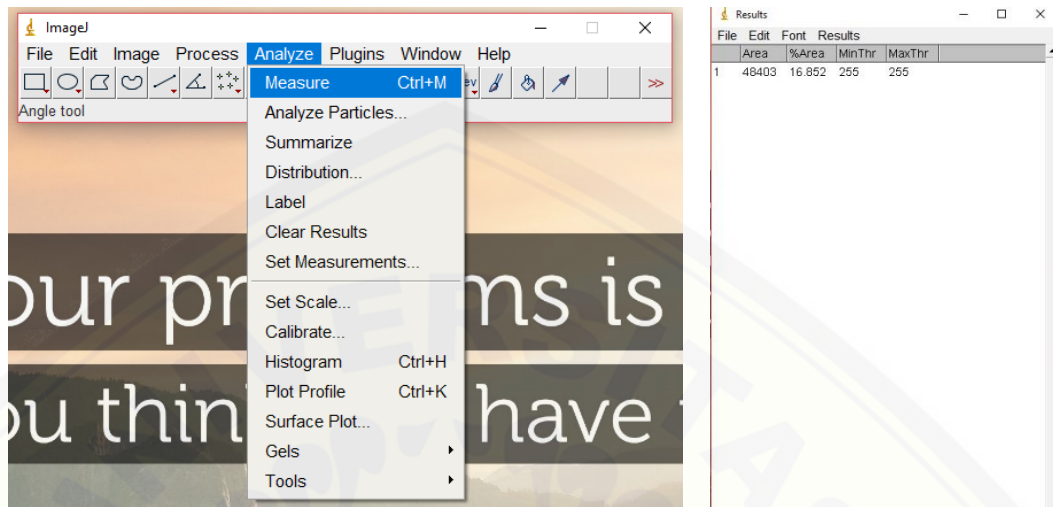 ImageJ
File Edit Image Process Analyze Plugins Window Help
>>
Angle tool
Measure Ctrl+M
Analyze Particles...
Summarize
Distribution...
Label
Clear Results
Set Measurements...
Set Scale...
Calibrate...
Histogram Ctrl+H
Plot Profile Ctrl+K
Surface Plot...
Gels
Tools
our pr ms is
ou thin have
Results
File Edit Font Results
Area %Area MinThr MaxThr
1 48403 16.852 255 255